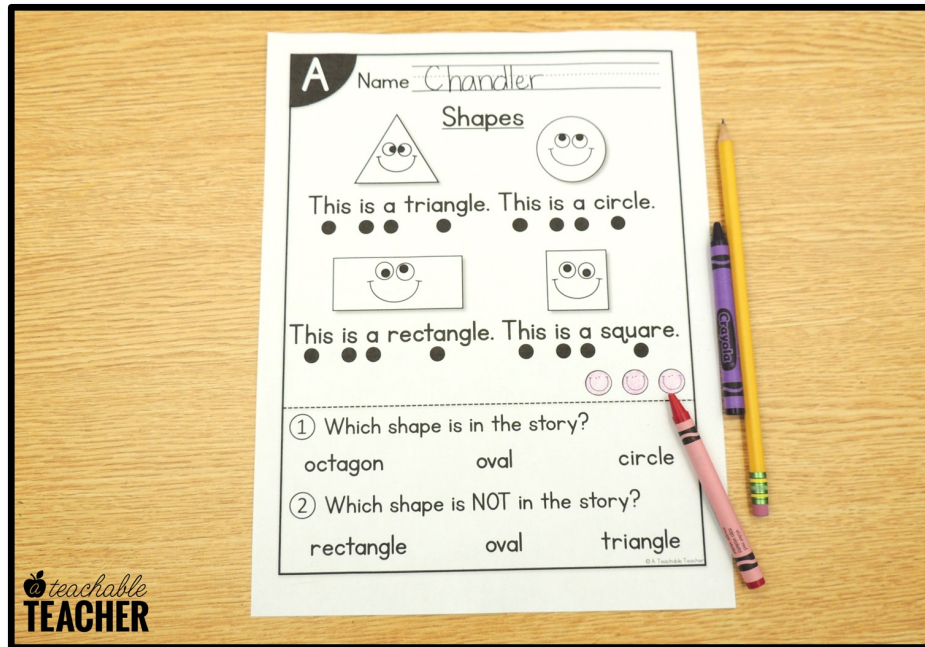 A
Name Chandler
Shapes
This is a triangle. This is a circle.
This is a rectangle. This is a square.
① Which shape is in the story?
octagon oval circle
② Which shape is NOT in the story?
rectangle oval triangle
© A Teachable Teacher
Crayola
a teachable
TEACHER